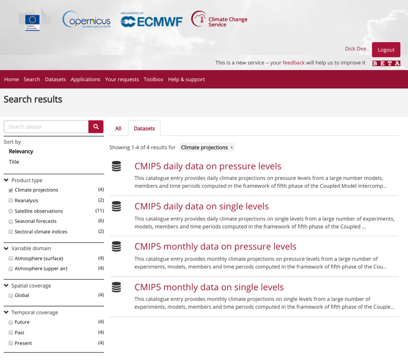 Copernicus
IMPLEMENTED BY
ECMWF
Climate Change
Service
Dick Dee...
Logout
This is a new service – your feedback will help us to improve it
BETA
Home Search Datasets Applications Your requests Toolbox Help & support
Search results
Search dataset
All Datasets
Sort by
Relevancy
Title
Showing 1-4 of 4 results for Climate projections x
Product type
Climate projections (4)
Reanalysis (2)
Satellite observations (11)
Seasonal forecasts (6)
Sectoral climate indices (2)
Variable domain
Atmosphere (surface) (4)
Atmosphere (upper air) (4)
Spatial coverage
Global (4)
Temporal coverage
Future (4)
Past (4)
Present (4)
CMIP5 daily data on pressure levels
This catalogue entry provides daily climate projections on pressure levels from a large number models,
members and time periods computed in the framework of fifth phase of the Coupled Model Intercomp...
CMIP5 daily data on single levels
This catalogue entry provides daily climate projections on single levels from a large number of experiments,
models, members and time periods computed in the framework of fifth phase of the Coupled ...
CMIP5 monthly data on pressure levels
This catalogue entry provides monthly climate projections on pressure levels from a large number of
experiments, models, members and time periods computed in the framework of fifth phase of the Cou...
CMIP5 monthly data on single levels
This catalogue entry provides monthly climate projections on single levels from a large number of
experiments, models, members and time periods computed in the framework of fifth phase of the Couple...